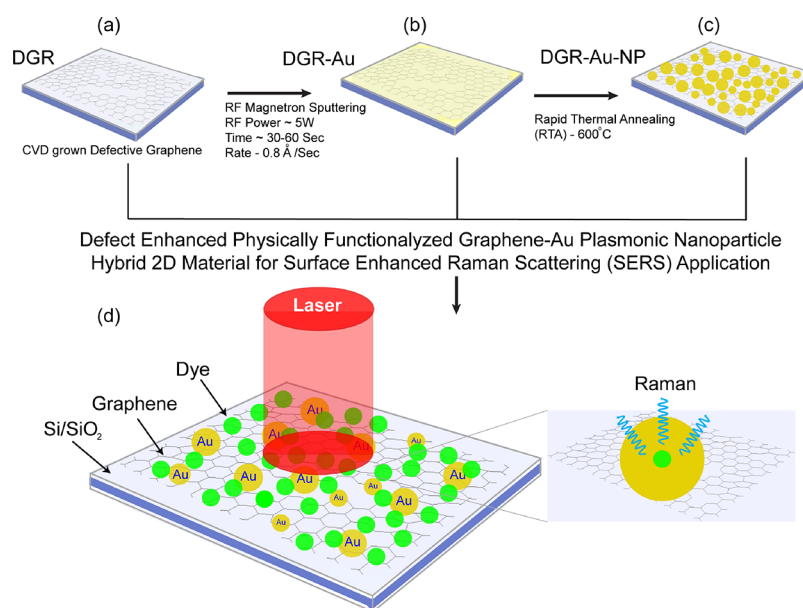 (a)
(b)
(c)
DGR
DGR-Au
DGR-Au-NP
RF Magnetron Sputtering
RF Power ~ 5W
Time ~ 30-60 Sec
Rate - 0.8 Å/Sec
Rapid Thermal Annealing
(RTA) - 600°C
CVD grown Defective Graphene
Defect Enhanced Physically Functionalyzed Graphene-Au Plasmonic Nanoparticle
Hybrid 2D Material for Surface Enhanced Raman Scattering (SERS) Application
(d)
Laser
Dye
Graphene
Si/SiO₂
Raman
Au
Au
Au
Au
Au
Au
Au
Au
Au
Au
Au
Au
Au